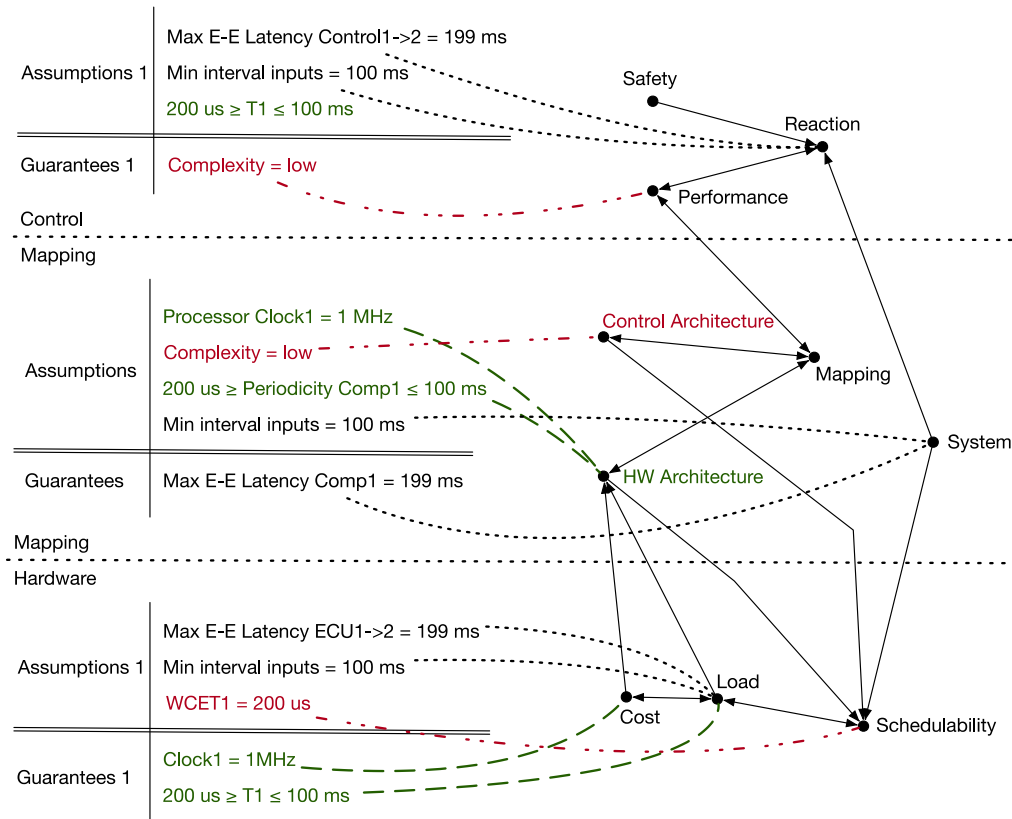 Max E-E Latency Control1->2 = 199 ms
Assumptions 1
Min interval inputs = 100 ms
Safety
200 us ≥ T1 ≤ 100 ms
Reaction
Guarantees 1
Complexity = low
Performance
Control
Mapping
Processor Clock1 = 1 MHz
Control Architecture
Complexity = low
Assumptions
Mapping
200 us ≥ Periodicity Comp1 ≤ 100 ms
Min interval inputs = 100 ms
System
Guarantees
Max E-E Latency Comp1 = 199 ms
HW Architecture
Mapping
Hardware
Max E-E Latency ECU1->2 = 199 ms
Assumptions 1
Min interval inputs = 100 ms
Load
WCET1 = 200 us
Cost
Schedulability
Clock1 = 1MHz
Guarantees 1
200 us ≥ T1 ≤ 100 ms